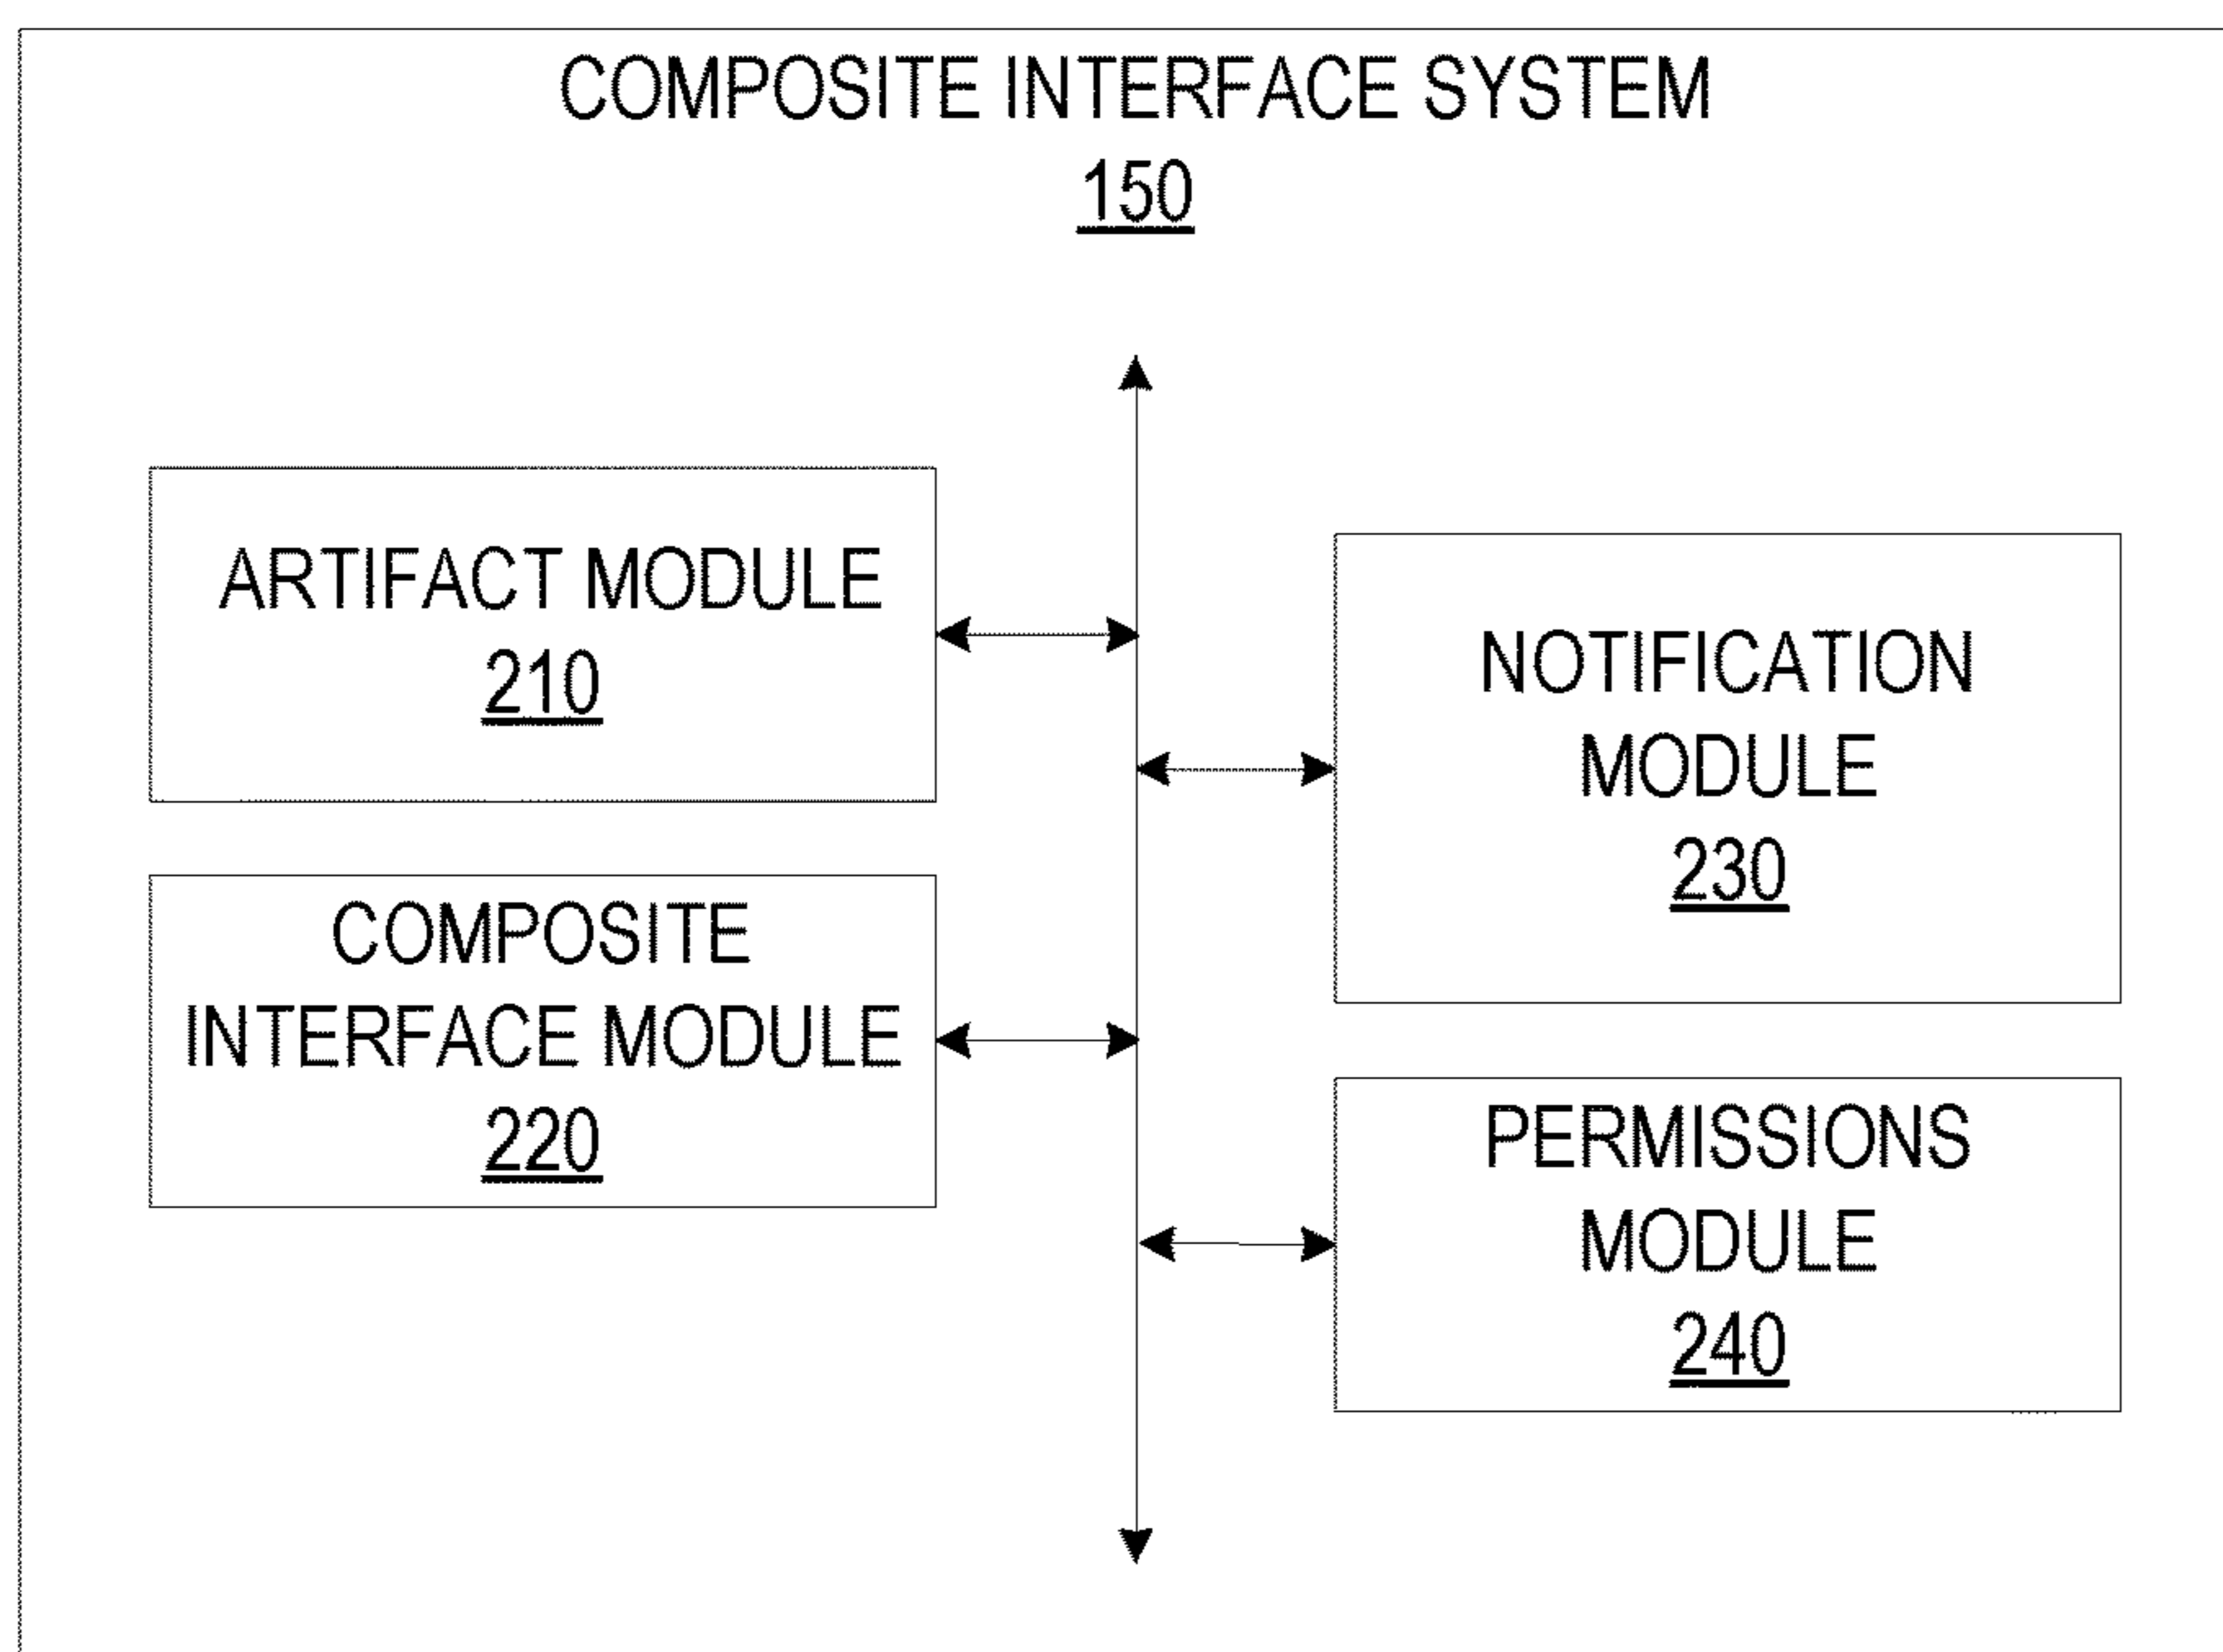 COMPOSITE INTERFACE SYSTEM
150
ARTIFACT MODULE
210
COMPOSITE
INTERFACE MODULE
220
NOTIFICATION
MODULE
230
PERMISSIONS
MODULE
240